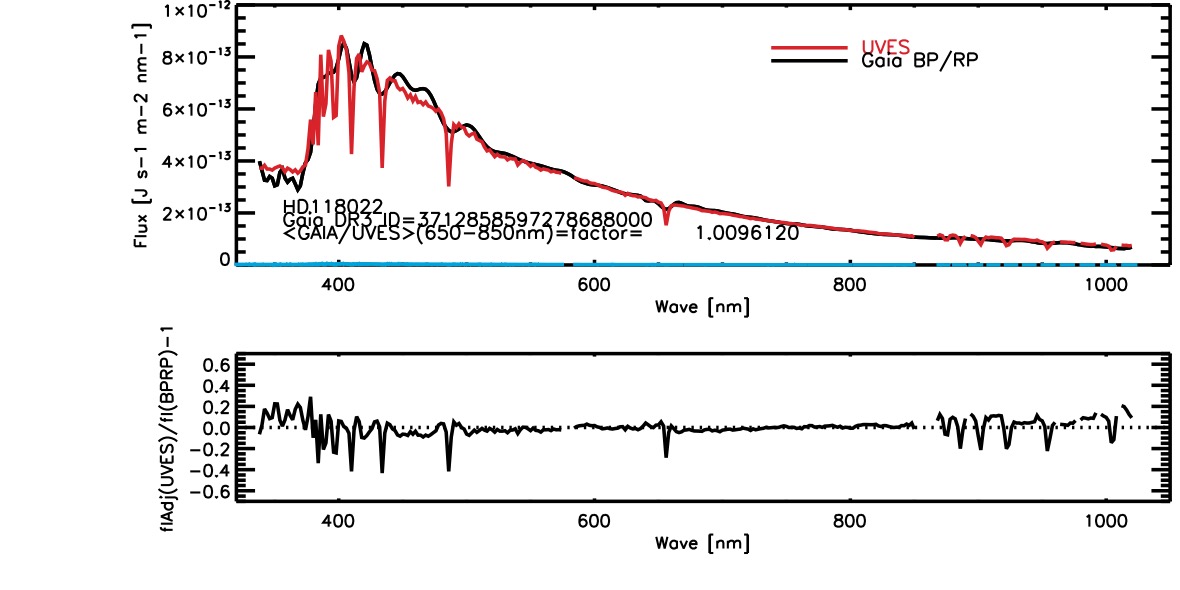 1×10−12
8×10−13
6×10−13
4×10−13
2×10−13
0
Flux [J s−1 m−2 nm−1]
UVES
Gaia BP/RP
HD118022
Gaia DR3 ID=3712858597278688000
<GAIA/UVES>(650−850nm)=factor= 1.0096120
400 600 800 1000
Wave [nm]
flAdj(UVES)/fl(BPRP)−1
0.6
0.4
0.2
0.0
−0.2
−0.4
−0.6
400 600 800 1000
Wave [nm]